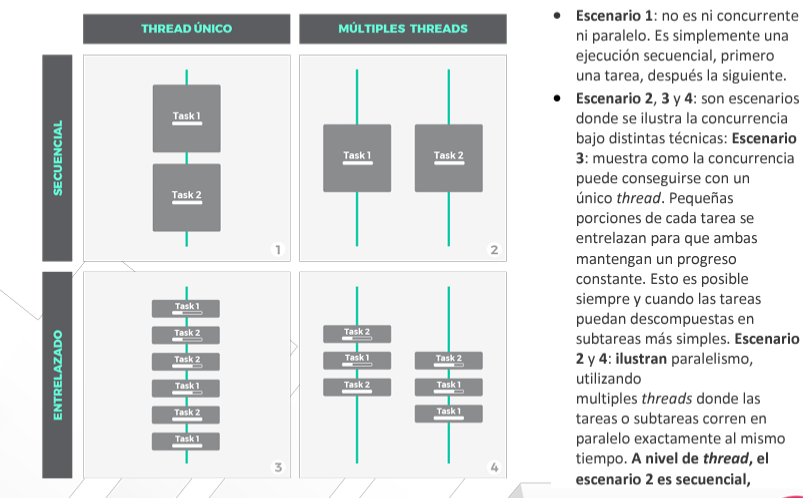 THREAD ÚNICO
MÚLTIPLES THREADS
SECUENCIAL
Task 1
Task 2
1
Task 1
Task 2
2
ENTRELAZADO
Task 1
Task 2
Task 2
Task 1
Task 2
Task 1
3
Task 2
Task 1
Task 2
Task 2
Task 1
Task 1
4
• Escenario 1: no es ni concurrente
ni paralelo. Es simplemente una
ejecución secuencial, primero
una tarea, después la siguiente.
• Escenario 2, 3 y 4: son escenarios
donde se ilustra la concurrencia
bajo distintas técnicas: Escenario
3: muestra como la concurrencia
puede conseguirse con un
único thread. Pequeñas
porciones de cada tarea se
entrelazan para que ambas
mantengan un progreso
constante. Esto es posible
siempre y cuando las tareas
puedan descompuestas en
subtareas más simples. Escenario
2 y 4: ilustran paralelismo,
utilizando
multiples threads donde las
tareas o subtareas corren en
paralelo exactamente al mismo
tiempo. A nivel de thread, el
escenario 2 es secuencial,